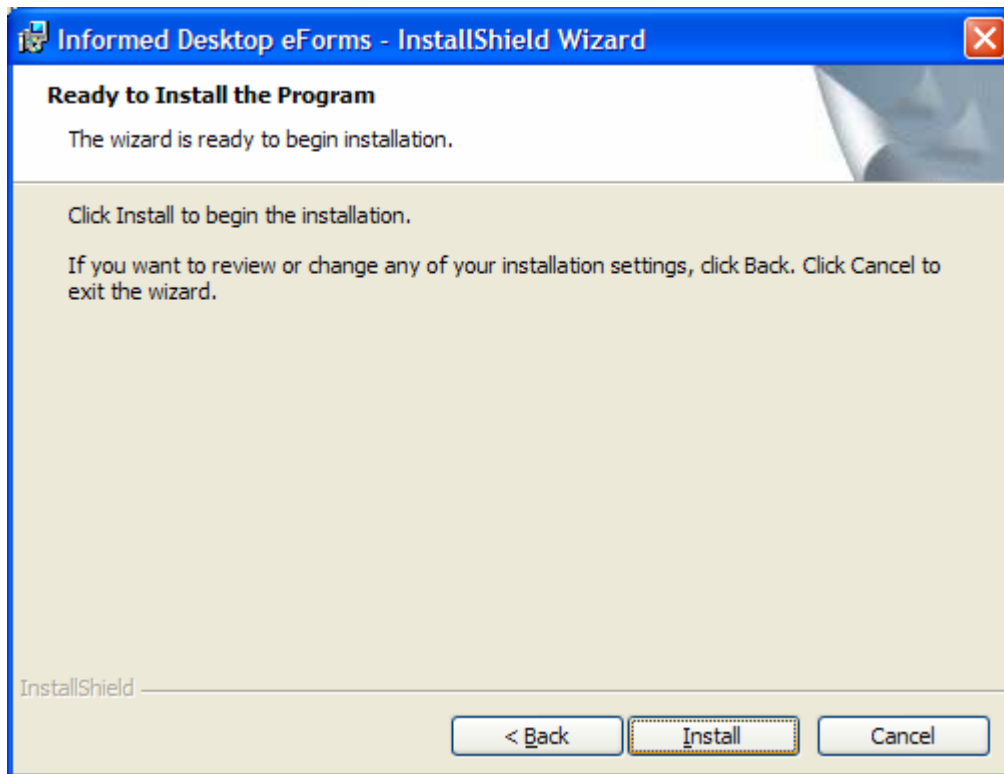 Informed Desktop eForms - InstallShield Wizard
Ready to Install the Program
The wizard is ready to begin installation.
Click Install to begin the installation.
If you want to review or change any of your installation settings, click Back. Click Cancel to
exit the wizard.
InstallShield
< Back
Install
Cancel